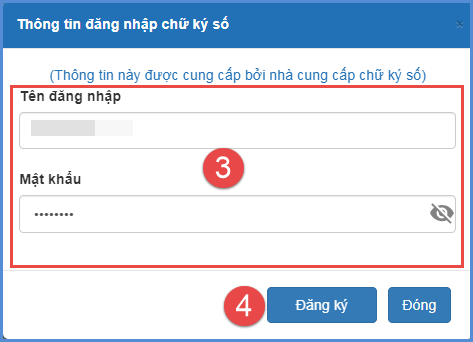 Thông tin đăng nhập chữ ký số
×
(Thông tin này được cung cấp bởi nhà cung cấp chữ ký số)
Tên đăng nhập
3
Mật khẩu
••••••••
4
Đăng ký
Đóng